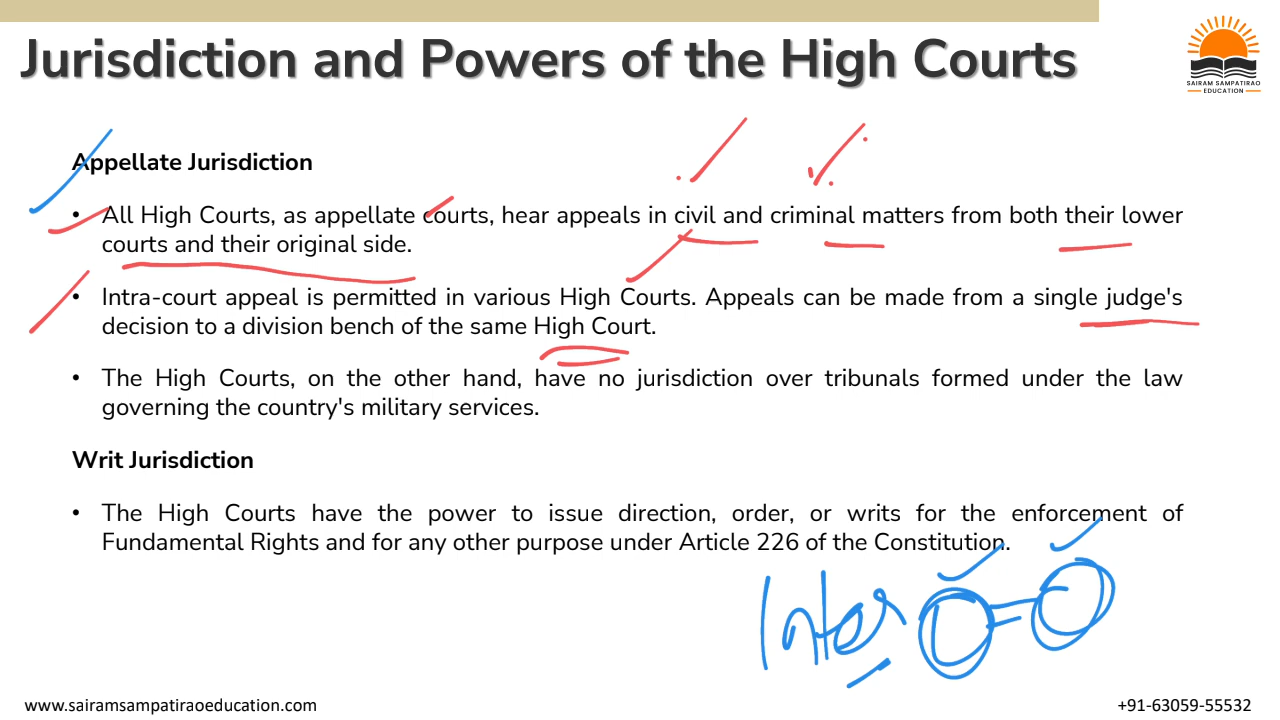 Jurisdiction and Powers of the High Courts
SAIRAM SAMPATIRAO
EDUCATION
Appellate Jurisdiction
• All High Courts, as appellate courts, hear appeals in civil and criminal matters from both their lower
courts and their original side.
• Intra-court appeal is permitted in various High Courts. Appeals can be made from a single judge's
decision to a division bench of the same High Court.
• The High Courts, on the other hand, have no jurisdiction over tribunals formed under the law
governing the country's military services.
Writ Jurisdiction
• The High Courts have the power to issue direction, order, or writs for the enforcement of
Fundamental Rights and for any other purpose under Article 226 of the Constitution.
Inter
www.sairamsampatiraoeducation.com
+91-63059-55532